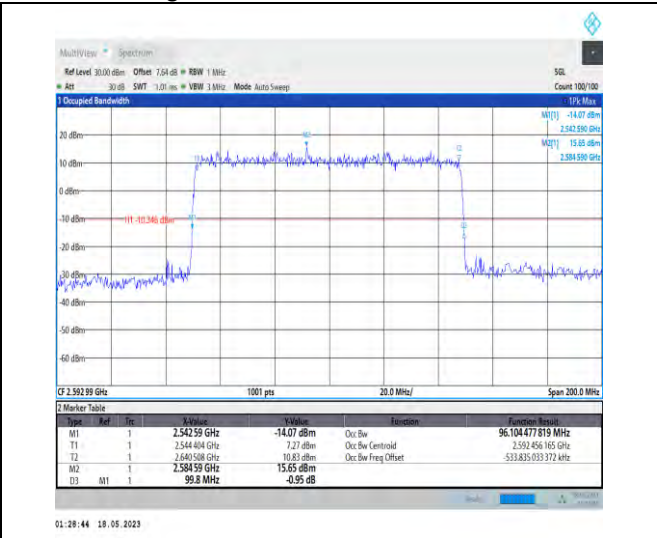 MultiView Spectrum
Ref Level 30.00 dBm Offset 7.64 dB RBW 1 MHz SGL
Att 30 dB SWT 1.01 ms VBW 3 MHz Mode Auto Sweep Count 100/100
1 Occupied Bandwidth 1Pk Max
M1[1] -14.07 dBm
2.542 590 GHz
M2[1] 15.65 dBm
2.584 590 GHz
20 dBm
M2
T2
10 dBm
0 dBm
-10 dBm H1 -10.346 dBm
-20 dBm
-30 dBm
-40 dBm
-50 dBm
-60 dBm
CF 2.592 99 GHz 1001 pts 20.0 MHz/ Span 200.0 MHz
2 Marker Table
Type Ref Trc X-Value Y-Value Function Function Result
M1 1 2.542 59 GHz -14.07 dBm Occ Bw 96.104 477 819 MHz
T1 1 2.544 404 GHz 7.27 dBm Occ Bw Centroid 2.592 456 165 GHz
T2 1 2.640 508 GHz 10.83 dBm Occ Bw Freq Offset -533.835 033 372 kHz
M2 1 2.584 59 GHz 15.65 dBm
D3 M1 1 99.8 MHz -0.95 dB
01:28:44 18.05.2023